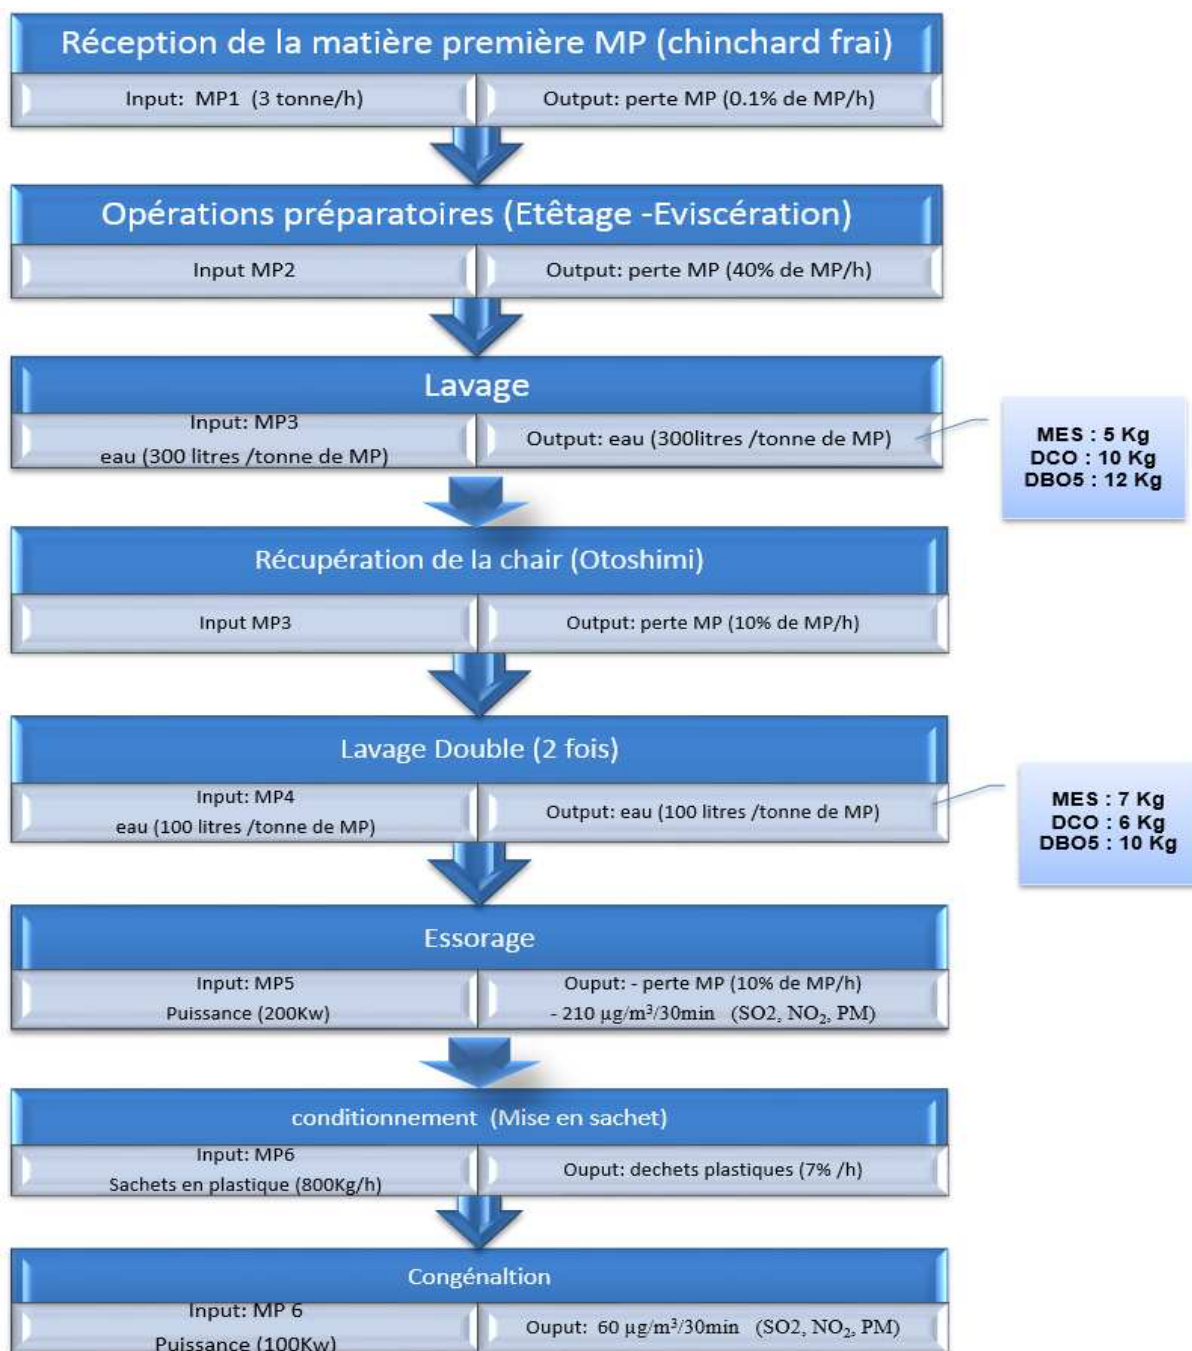 Réception de la matière première MP (chinchard frai)
Input: MP1 (3 tonne/h)
Output: perte MP (0.1% de MP/h)
Opérations préparatoires (Etêtage -Eviscération)
Input MP2
Output: perte MP (40% de MP/h)
Lavage
Input: MP3
eau (300 litres /tonne de MP)
Output: eau (300litres /tonne de MP)
MES : 5 Kg
DCO : 10 Kg
DBO5 : 12 Kg
Récupération de la chair (Otoshimi)
Input MP3
Output: perte MP (10% de MP/h)
Lavage Double (2 fois)
Input: MP4
eau (100 litres /tonne de MP)
Output: eau (100 litres /tonne de MP)
MES : 7 Kg
DCO : 6 Kg
DBO5 : 10 Kg
Essorage
Input: MP5
Puissance (200Kw)
Ouput: - perte MP (10% de MP/h)
- 210 µg/m³/30min (SO2, NO₂, PM)
conditionnement (Mise en sachet)
Input: MP6
Sachets en plastique (800Kg/h)
Ouput: dechets plastiques (7% /h)
Congénaltion
Input: MP 6
Puissance (100Kw)
Ouput: 60 µg/m³/30min (SO2, NO₂, PM)